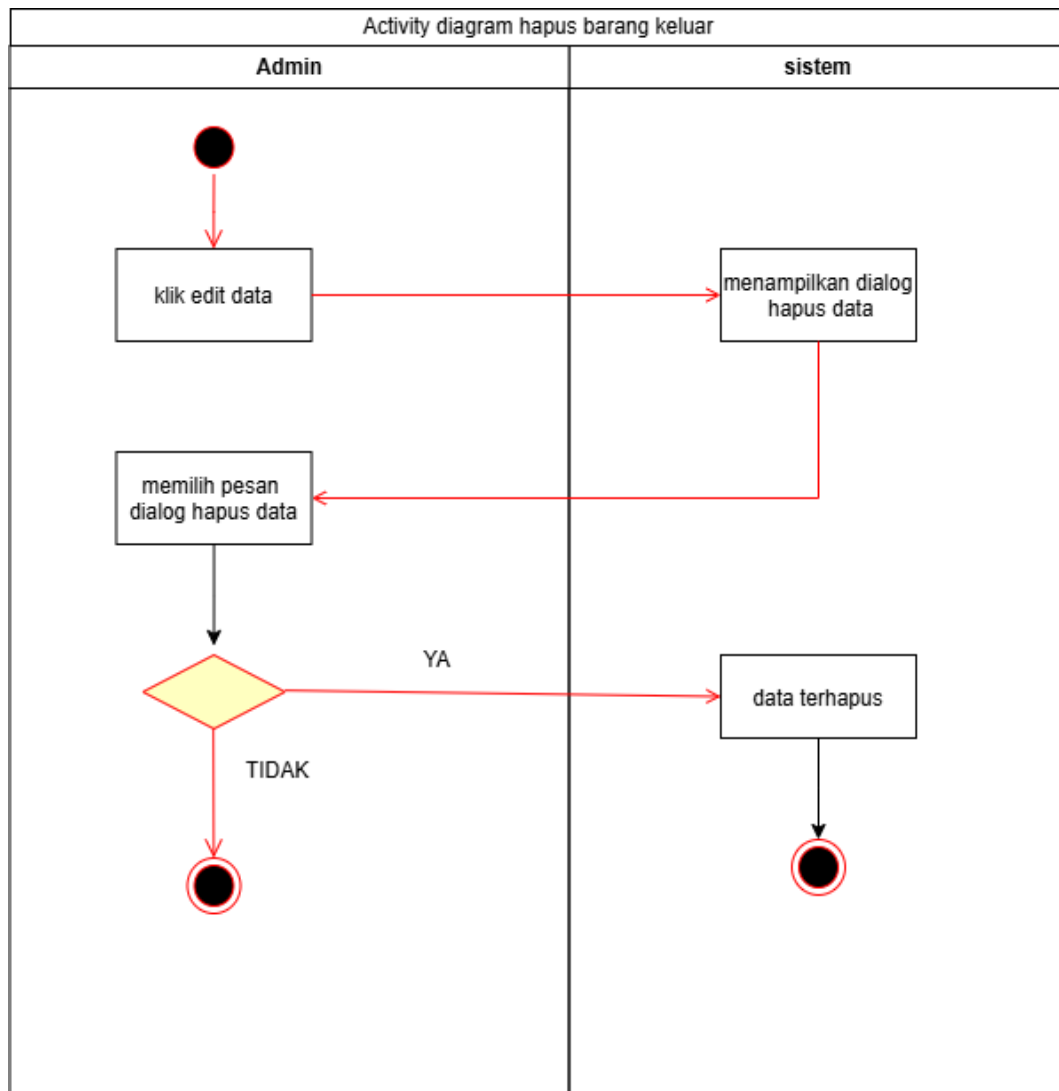 Activity diagram hapus barang keluar
Admin
sistem
klik edit data
menampilkan dialog
hapus data
memilih pesan
dialog hapus data
YA
data terhapus
TIDAK